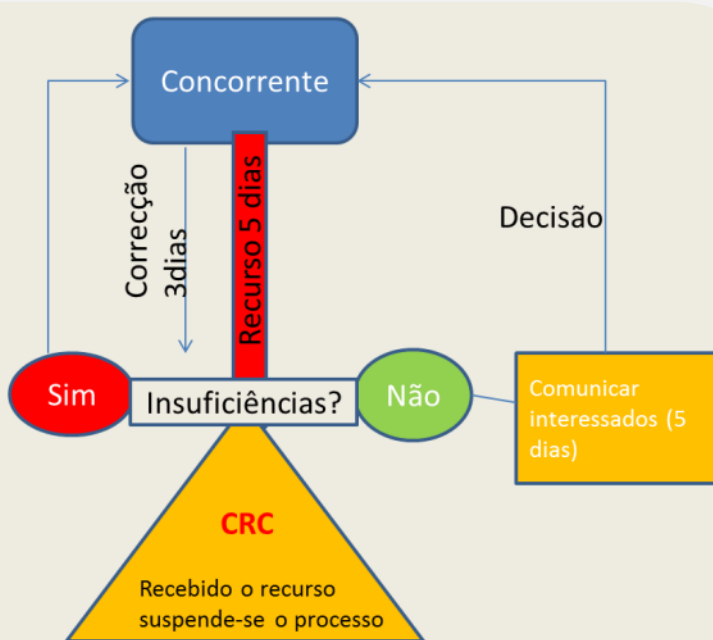 Concorrente
Correcção
3dias
Recurso 5 dias
Decisão
Sim
Insuficiências?
Não
Comunicar
interessados (5
dias)
CRC
Recebido o recurso
suspende-se o processo